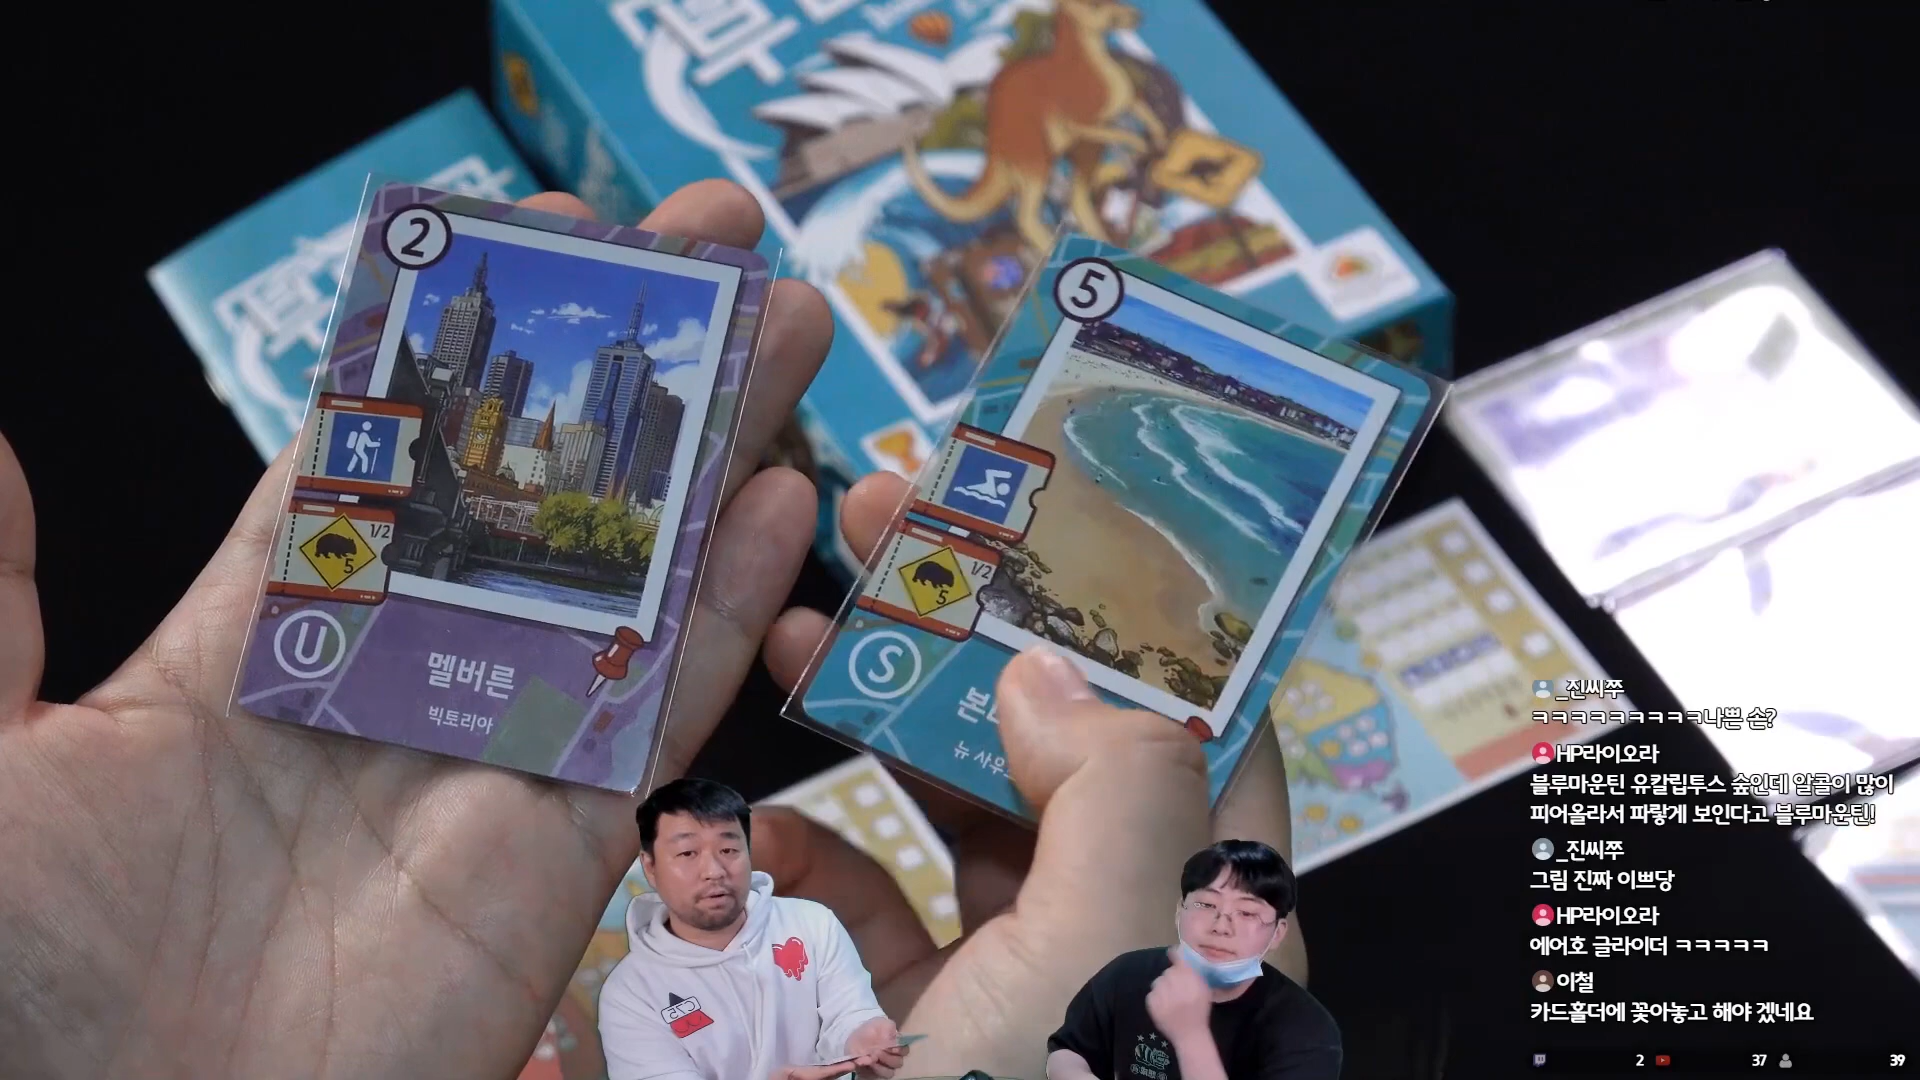 2
1/2
5
U
멜버른
빅토리아
5
1/2
5
S
뉴 사우
_진씨쭈
ㅋㅋㅋㅋㅋㅋㅋㅋㅋ나쁜 손?
HP라이오라
블루마운틴 유칼립투스 숲인데 알콜이 많이
피어올라서 파랗게 보인다고 블루마운틴!
_진씨쭈
그림 진짜 이쁘당
HP라이오라
에어호 글라이더 ㅋㅋㅋㅋㅋ
이철
카드홀더에 꽃아놓고 해야 겠네요
2 37 39